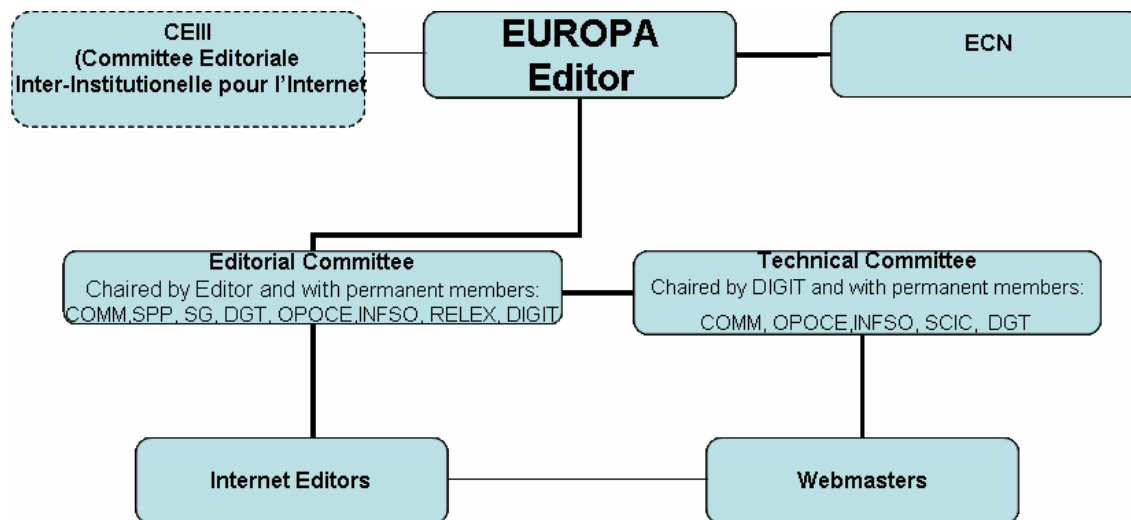 CEIII
(Committee Editoriale
Inter-Institutionelle pour l'Internet
EUROPA
Editor
ECN
Editorial Committee
Chaired by Editor and with permanent members:
COMM,SPP, SG, DGT, OPOCE,INFSO, RELEX, DIGIT
Technical Committee
Chaired by DIGIT and with permanent members:
COMM, OPOCE,INFSO, SCIC, DGT
Internet Editors
Webmasters